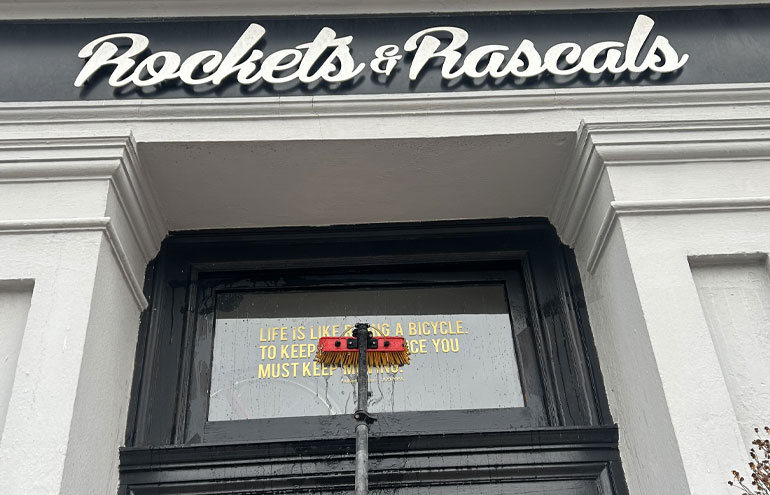 Rockets & Rascals
LIFE IS LIKE A BICYCLE.
TO KEEP YOU
MUST KEEP